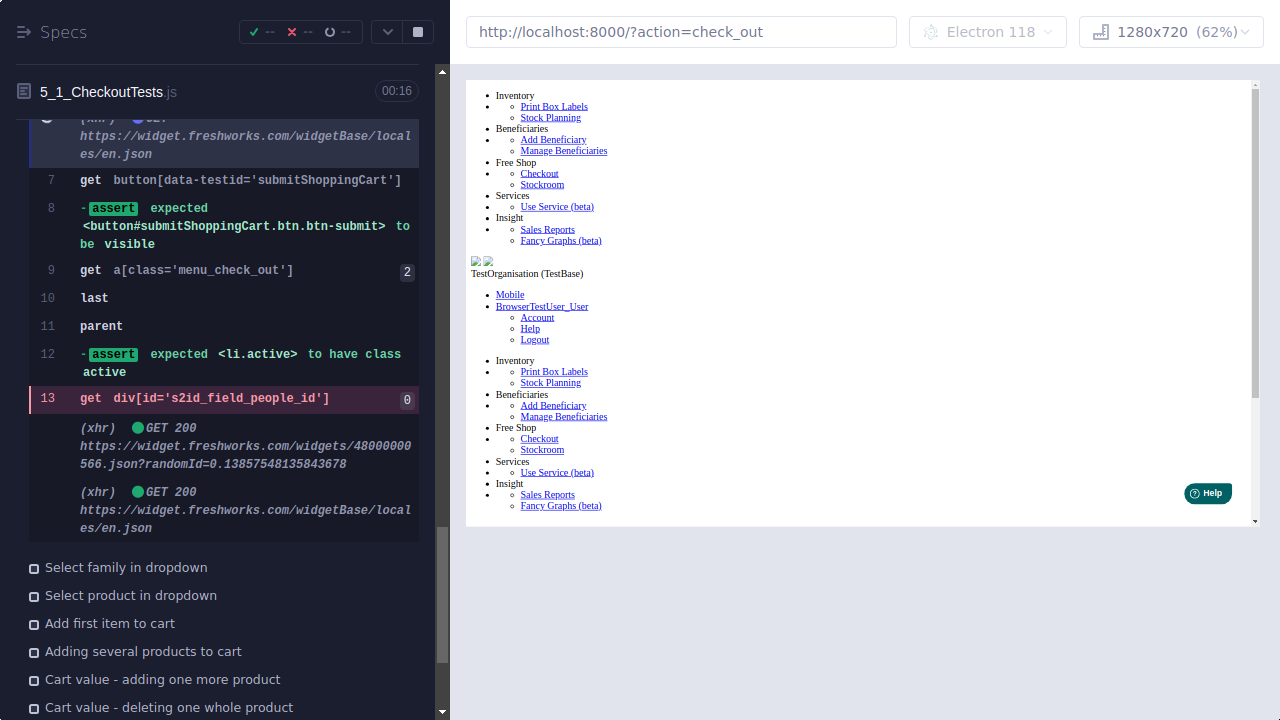 Specs
--
--
--
http://localhost:8000/?action=check_out
Electron 118
1280x720 (62%)
5_1_CheckoutTests.js
00:16
(xhr) GET
https://widget.freshworks.com/widgetBase/local
es/en.json
7 get button[data-testid='submitShoppingCart']
8 -assert expected
<button#submitShoppingCart.btn.btn-submit> to
be visible
9 get a[class='menu_check_out'] 2
10 last
11 parent
12 -assert expected <li.active> to have class
active
13 get div[id='s2id_field_people_id'] 0
(xhr) GET 200
https://widget.freshworks.com/widgets/48000000
566.json?randomId=0.13857548135843678
(xhr) GET 200
https://widget.freshworks.com/widgetBase/local
es/en.json
Select family in dropdown
Select product in dropdown
Add first item to cart
Adding several products to cart
Cart value - adding one more product
Cart value - deleting one whole product
Inventory
Print Box Labels
Stock Planning
Beneficiaries
Add Beneficiary
Manage Beneficiaries
Free Shop
Checkout
Stockroom
Services
Use Service (beta)
Insight
Sales Reports
Fancy Graphs (beta)
TestOrganisation (TestBase)
Mobile
BrowserTestUser_User
Account
Help
Logout
Inventory
Print Box Labels
Stock Planning
Beneficiaries
Add Beneficiary
Manage Beneficiaries
Free Shop
Checkout
Stockroom
Services
Use Service (beta)
Insight
Sales Reports
Fancy Graphs (beta)
Help